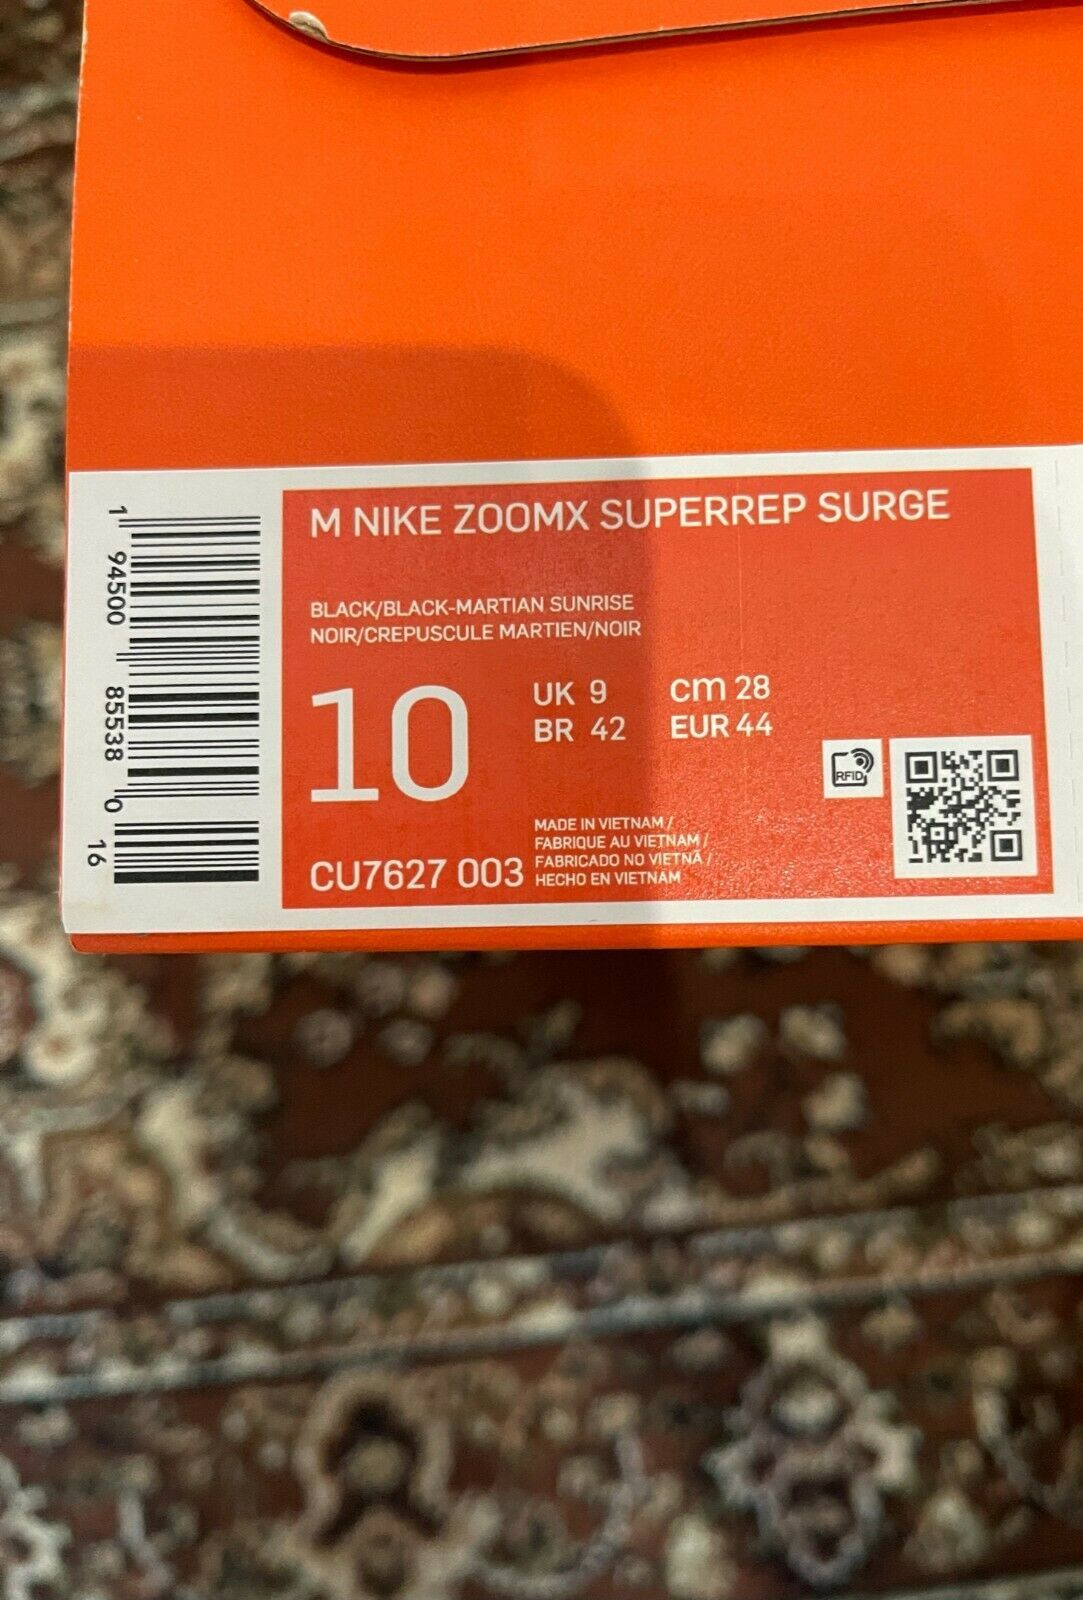 M NIKE ZOOMX SUPERREP SURGE
BLACK/BLACK-MARTIAN SUNRISE
NOIR/CREPUSCULE MARTIEN/NOIR
10
UK 9
cm 28
BR 42
EUR 44
RFID
MADE IN VIETNAM /
FABRIQUE AU VIETNAM /
FABRICADO NO VIETNÃ /
HECHO EN VIETNAM
CU7627 003
1 94500 85538 0
16